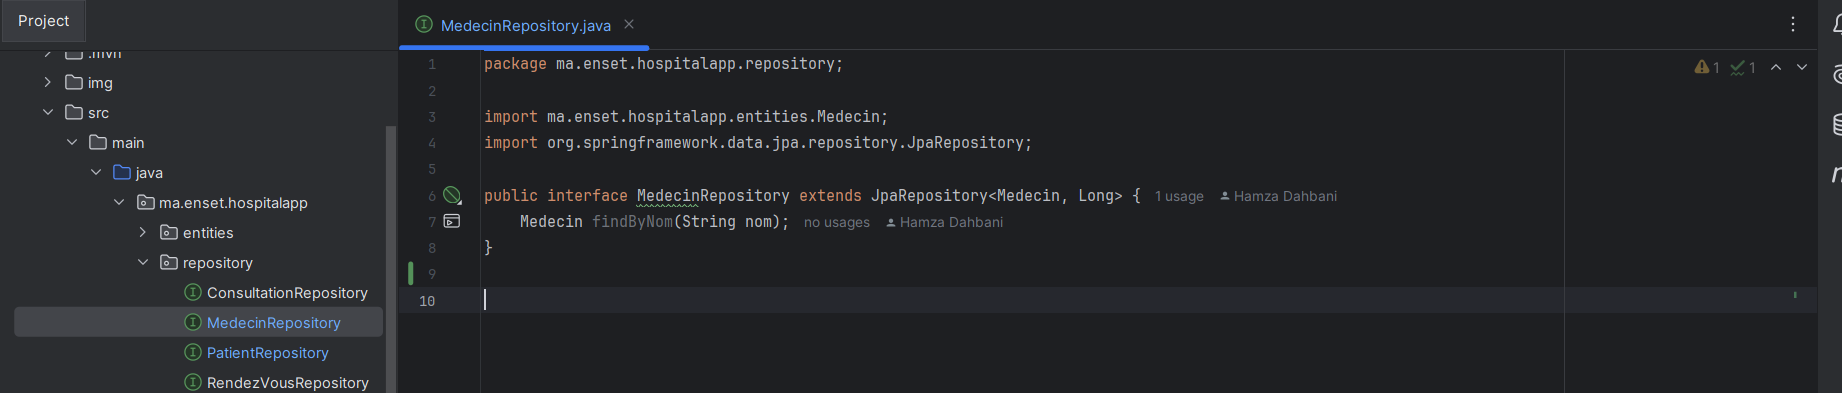 Project
.mvn
img
src
main
java
ma.enset.hospitalapp
entities
repository
ConsultationRepository
MedecinRepository
PatientRepository
RendezVousRepository
MedecinRepository.java
1 package ma.enset.hospitalapp.repository;
2
3 import ma.enset.hospitalapp.entities.Medecin;
4 import org.springframework.data.jpa.repository.JpaRepository;
5
6 public interface MedecinRepository extends JpaRepository<Medecin, Long> { 1 usage Hamza Dahbani
7 Medecin findByNom(String nom); no usages Hamza Dahbani
8 }
9
10
1 1